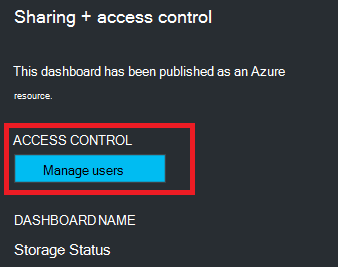 Sharing + access control
This dashboard has been published as an Azure
resource.
ACCESS CONTROL
Manage users
DASHBOARD NAME
Storage Status